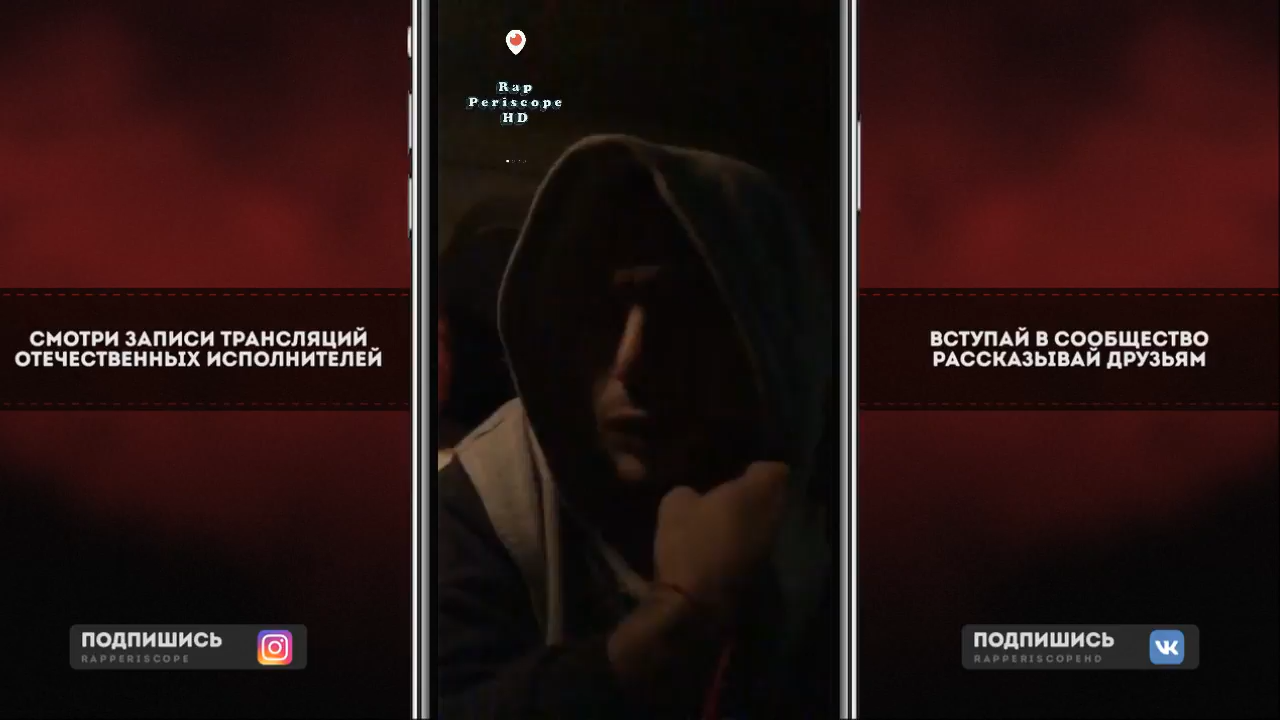 Rap
Periscope
HD
СМОТРИ ЗАПИСИ ТРАНСЛЯЦИЙ
ОТЕЧЕСТВЕННЫХ ИСПОЛНИТЕЛЕЙ
ВСТУПАЙ В СООБЩЕСТВО
РАССКАЗЫВАЙ ДРУЗЬЯМ
ПОДПИШИСЬ
RAPPERISCOPE
ПОДПИШИСЬ
RAPPERISCOPEHD